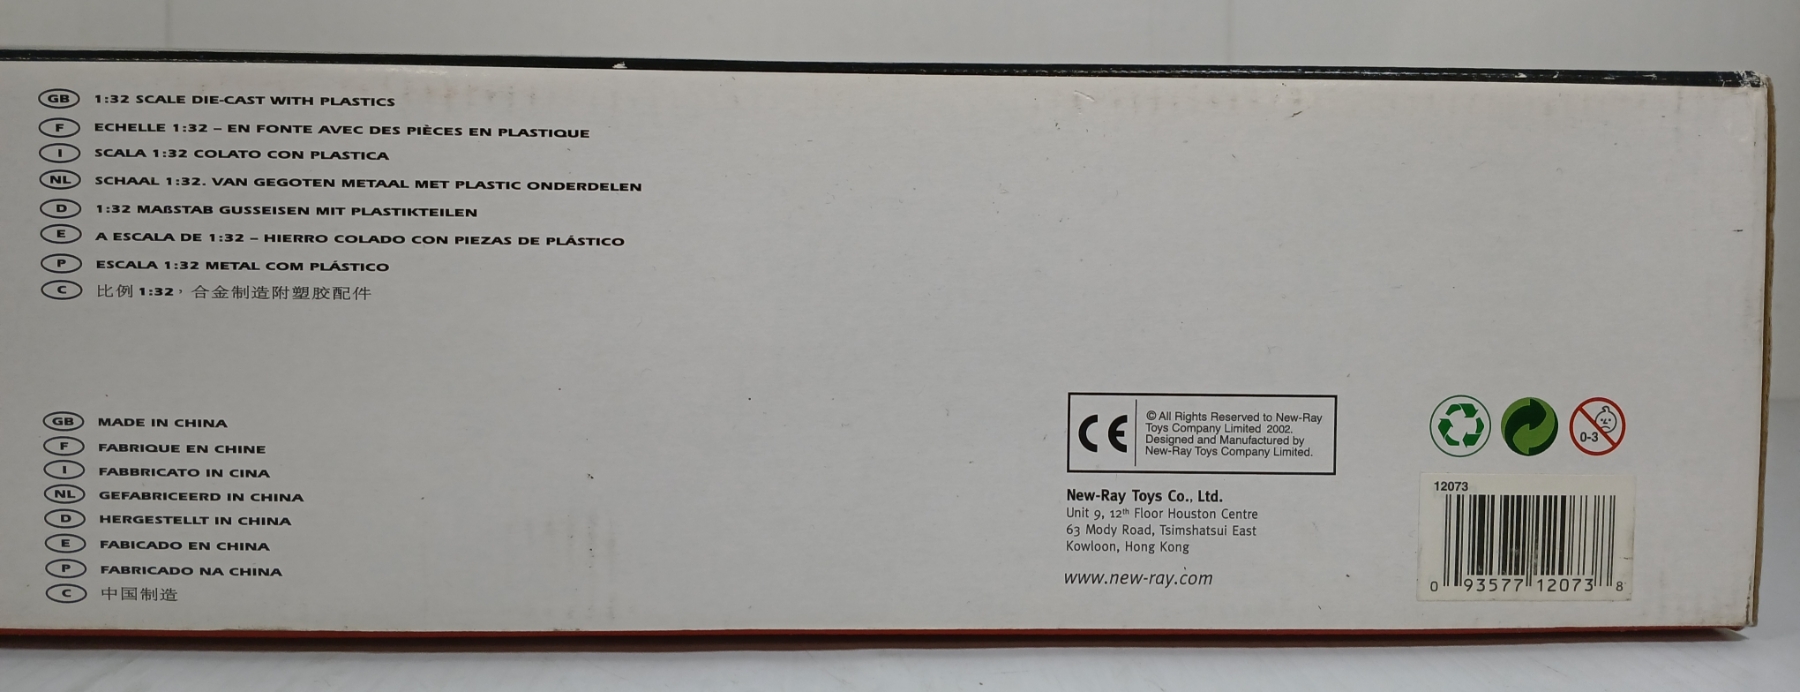 GB 1:32 SCALE DIE-CAST WITH PLASTICS
F ECHELLE 1:32 – EN FONTE AVEC DES PIÈCES EN PLASTIQUE
I SCALA 1:32 COLATO CON PLASTICA
NL SCHAAL 1:32. VAN GEGOTEN METAAL MET PLASTIC ONDERDELEN
D 1:32 MAßSTAB GUSSEISEN MIT PLASTIKTEILEN
E A ESCALA DE 1:32 – HIERRO COLADO CON PIEZAS DE PLÁSTICO
P ESCALA 1:32 METAL COM PLÁSTICO
C 比例 1:32，合金制造附塑胶配件
GB MADE IN CHINA
F FABRIQUE EN CHINE
I FABBRICATO IN CINA
NL GEFABRICEERD IN CHINA
D HERGESTELLT IN CHINA
E FABICADO EN CHINA
P FABRICADO NA CHINA
C 中国制造
CE
© All Rights Reserved to New-Ray
Toys Company Limited 2002.
Designed and Manufactured by
New-Ray Toys Company Limited.
New-Ray Toys Co., Ltd.
Unit 9, 12th Floor Houston Centre
63 Mody Road, Tsimshatsui East
Kowloon, Hong Kong
www.new-ray.com
0-3
12073
0 93577 12073 8